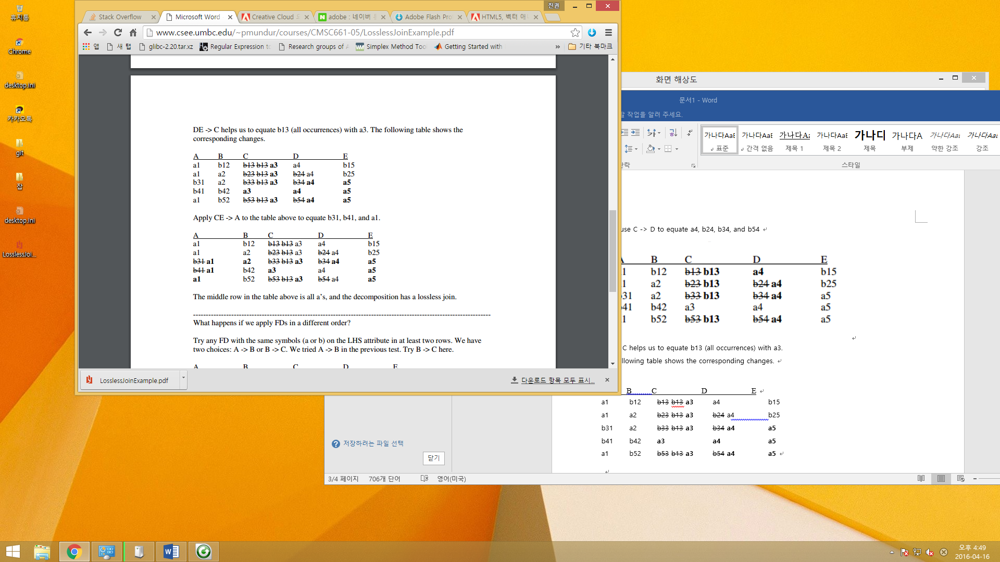 휴지통
Chrome
desktop.ini
카카오톡
git
잡
desktop.ini
LosslessJoi...
진권
Stack Overflow
Microsoft Word
Creative Cloud
adobe : 네이버
Adobe Flash Pro
HTML5, 벡터
www.csee.umbc.edu/~pmundur/courses/CMSC661-05/LosslessJoinExample.pdf
앱 새 탭 glibc-2.20.tar.xz Regular Expression to Research groups of Simplex Method Too Getting Started with » 기타 북마크
DE -> C helps us to equate b13 (all occurrences) with a3. The following table shows the
corresponding changes.
A B C D E
a1 b12 b13 b13 a3 a4 b15
a1 a2 b23 b13 a3 b24 a4 b25
b31 a2 b33 b13 a3 b34 a4 a5
b41 b42 a3 a4 a5
a1 b52 b53 b13 a3 b54 a4 a5
Apply CE -> A to the table above to equate b31, b41, and a1.
A B C D E
a1 b12 b13 b13 a3 a4 b15
a1 a2 b23 b13 a3 b24 a4 b25
b31 a1 a2 b33 b13 a3 b34 a4 a5
b41 a1 b42 a3 a4 a5
a1 b52 b53 b13 a3 b54 a4 a5
The middle row in the table above is all a's, and the decomposition has a lossless join.
What happens if we apply FDs in a different order?
Try any FD with the same symbols (a or b) on the LHS attribute in at least two rows. We have
two choices: A -> B or B -> C. We tried A -> B in the previous test. Try B -> C here.
A B C D E
LosslessJoinExample.pdf
다운로드 항목 모두 표시...
화면 해상도
문서1 - Word
작업을 알려 주세요.
가나다AaB 가나다AaB 가나다Aa 가나다AaB 가나다 가나다A 가나다AaB 가나다AaB
표준 간격 없음 제목 1 제목 2 제목 부제 약한 강조 강조
락
스타일
use C -> D to equate a4, b24, b34, and b54
A B C D E
1 b12 b13 b13 a4 b15
1 a2 b23 b13 b24 a4 b25
31 a2 b33 b13 b34 a4 a5
41 b42 a3 a4 a5
1 b52 b53 b13 b54 a4 a5
C helps us to equate b13 (all occurrences) with a3.
llowing table shows the corresponding changes.
B C D E
a1 b12 b13 b13 a3 a4 b15
a1 a2 b23 b13 a3 b24 a4 b25
b31 a2 b33 b13 a3 b34 a4 a5
b41 b42 a3 a4 a5
a1 b52 b53 b13 a3 b54 a4 a5
저장하려는 파일 선택
닫기
3/4 페이지 706개 단어 영어(미국)
오후 4:49
2016-04-16